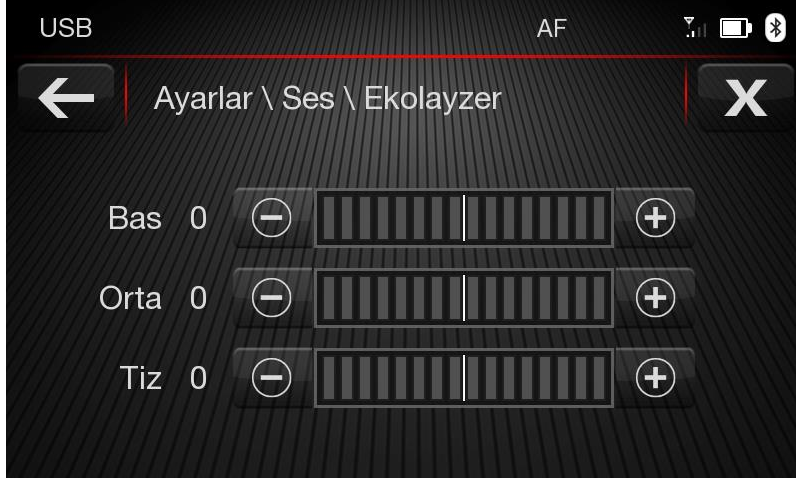 USB AF
Ayarlar \ Ses \ Ekolayzer
Bas 0
Orta 0
Tiz 0